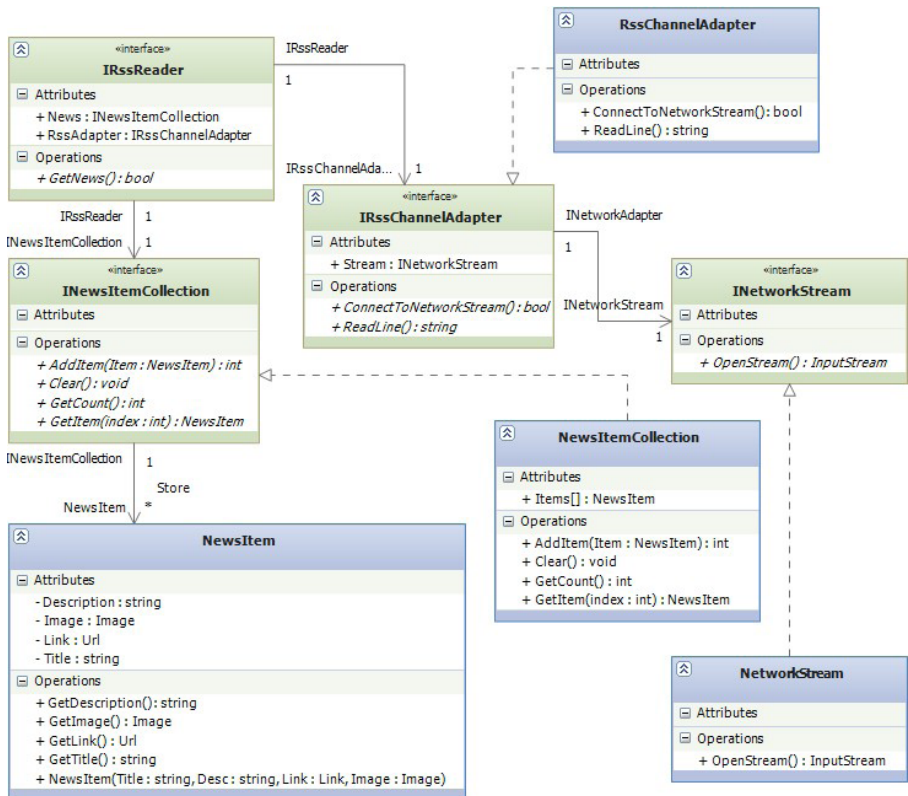 «interface»
IRssReader
Attributes
+ News : INewsItemCollection
+ RssAdapter : IRssChannelAdapter
Operations
+ GetNews() : bool
IRssReader
1
IRssChannelAda...
1
RssChannelAdapter
Attributes
Operations
+ ConnectToNetworkStream() : bool
+ ReadLine() : string
«interface»
IRssChannelAdapter
Attributes
+ Stream : INetworkStream
Operations
+ ConnectToNetworkStream() : bool
+ ReadLine() : string
IRssReader
1
INewsItemCollection
1
INetworkAdapter
1
INetworkStream
1
«interface»
INewsItemCollection
Attributes
Operations
+ AddItem(Item : NewsItem) : int
+ Clear() : void
+ GetCount() : int
+ GetItem(index : int) : NewsItem
«interface»
INetworkStream
Attributes
Operations
+ OpenStream() : InputStream
INewsItemCollection
1
Store
NewsItem
*
NewsItemCollection
Attributes
+ Items[] : NewsItem
Operations
+ AddItem(Item : NewsItem) : int
+ Clear() : void
+ GetCount() : int
+ GetItem(index : int) : NewsItem
NewsItem
Attributes
- Description : string
- Image : Image
- Link : Url
- Title : string
Operations
+ GetDescription() : string
+ GetImage() : Image
+ GetLink() : Url
+ GetTitle() : string
+ NewsItem(Title : string, Desc : string, Link : Link, Image : Image)
NetworkStream
Attributes
Operations
+ OpenStream() : InputStream